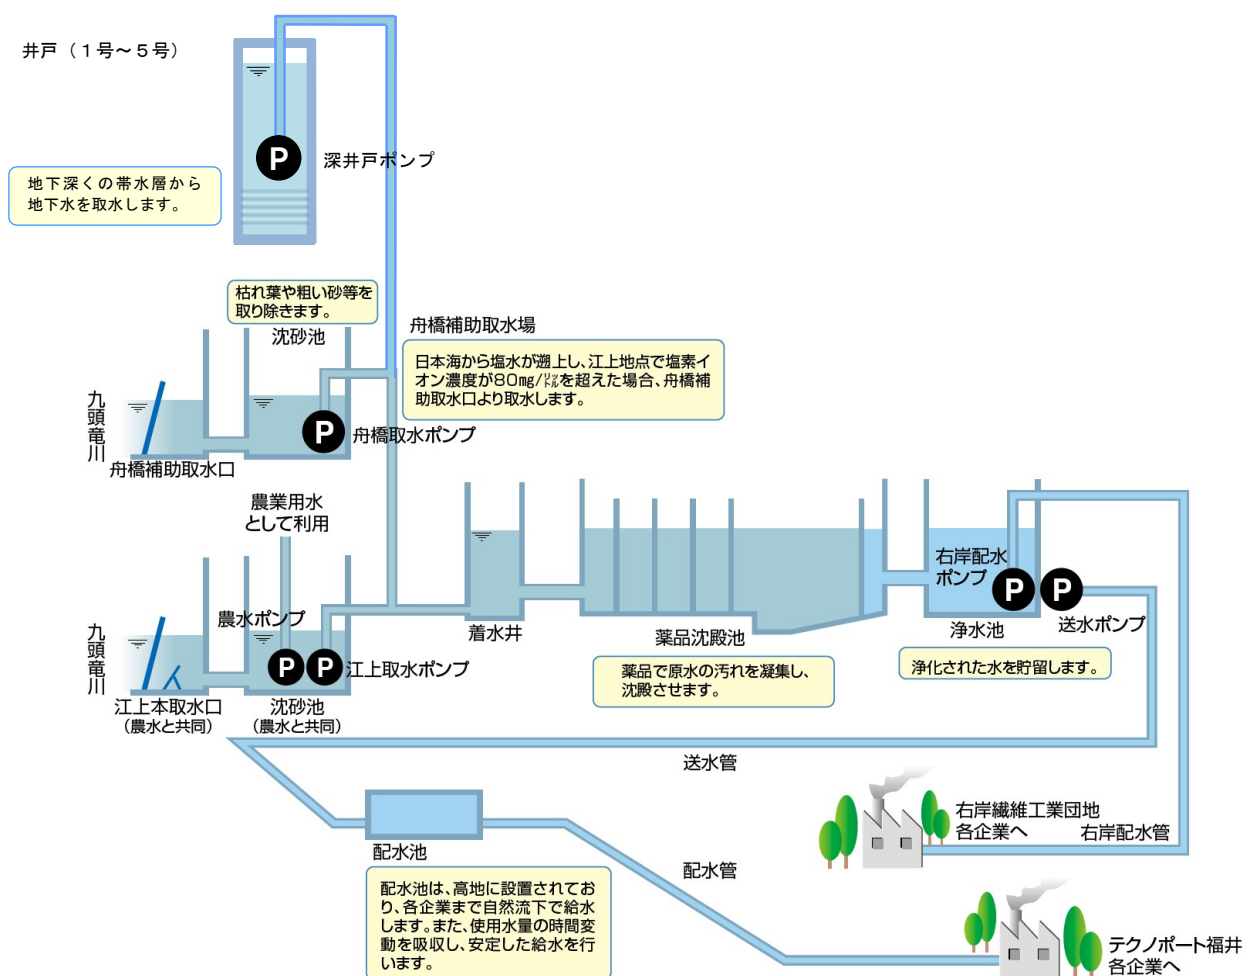 井戸（１号～５号）
P
深井戸ポンプ
地下深くの帯水層から
地下水を取水します。
枯れ葉や粗い砂等を
取り除きます。
沈砂池
舟橋補助取水場
日本海から塩水が遡上し、江上地点で塩素イ
オン濃度が80mg/㍑を超えた場合、舟橋補
助取水口より取水します。
九頭竜川
P
舟橋取水ポンプ
舟橋補助取水口
農業用水
として利用
農水ポンプ
九頭竜川
P
P
江上取水ポンプ
江上本取水口
（農水と共同）
沈砂池
（農水と共同）
着水井
薬品沈殿池
薬品で原水の汚れを凝集し、
沈殿させます。
右岸配水
ポンプ
P
P
浄水池
送水ポンプ
浄化された水を貯留します。
送水管
右岸繊維工業団地
各企業へ
右岸配水管
配水池
配水管
配水池は、高地に設置されてお
り、各企業まで自然流下で給水
します。また、使用水量の時間変
動を吸収し、安定した給水を行
います。
テクノポート福井
各企業へ